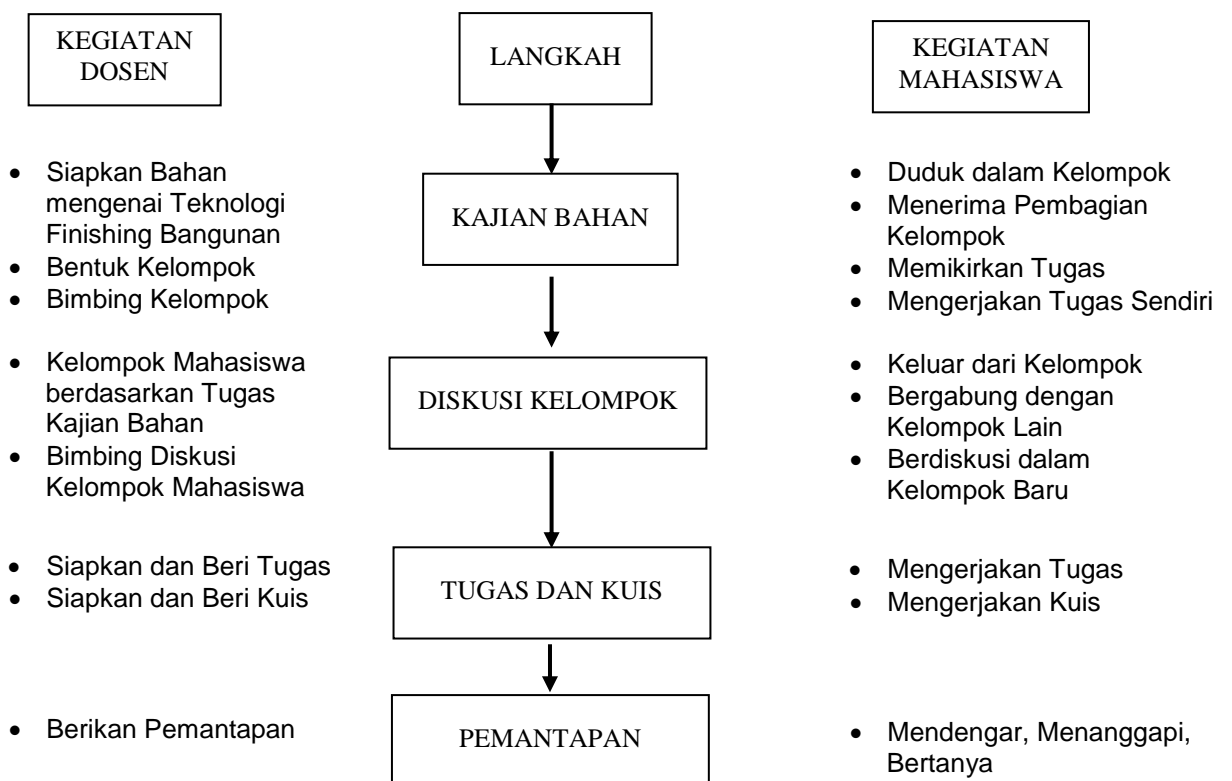 KEGIATAN
DOSEN
LANGKAH
KEGIATAN
MAHASISWA
• Siapkan Bahan
mengenai Teknologi
Finishing Bangunan
• Bentuk Kelompok
• Bimbing Kelompok
KAJIAN BAHAN
• Duduk dalam Kelompok
• Menerima Pembagian
Kelompok
• Memikirkan Tugas
• Mengerjakan Tugas Sendiri
• Kelompok Mahasiswa
berdasarkan Tugas
Kajian Bahan
• Bimbing Diskusi
Kelompok Mahasiswa
DISKUSI KELOMPOK
• Keluar dari Kelompok
• Bergabung dengan
Kelompok Lain
• Berdiskusi dalam
Kelompok Baru
• Siapkan dan Beri Tugas
• Siapkan dan Beri Kuis
TUGAS DAN KUIS
• Mengerjakan Tugas
• Mengerjakan Kuis
• Berikan Pemantapan
PEMANTAPAN
• Mendengar, Menanggapi,
Bertanya